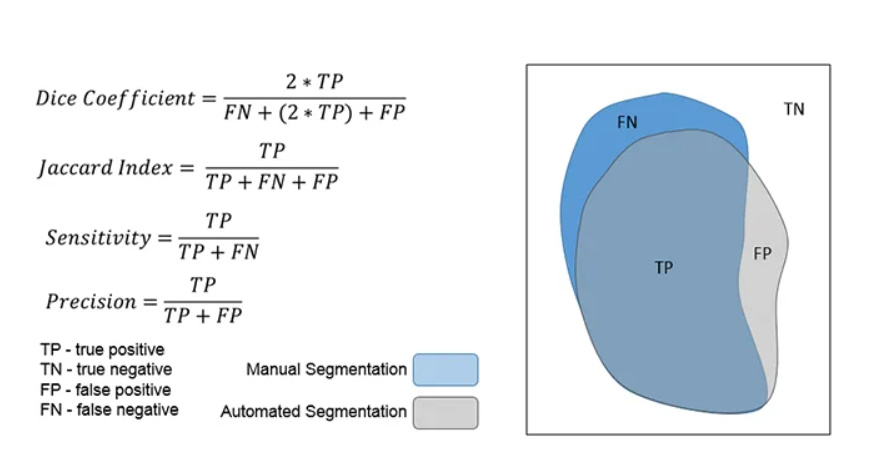 Dice Coefficient = 2 * TP / FN + (2 * TP) + FP
Jaccard Index = TP / TP + FN + FP
Sensitivity = TP / TP + FN
Precision = TP / TP + FP
TP - true positive
TN - true negative
FP - false positive
FN - false negative
Manual Segmentation
Automated Segmentation
FN
TN
TP
FP